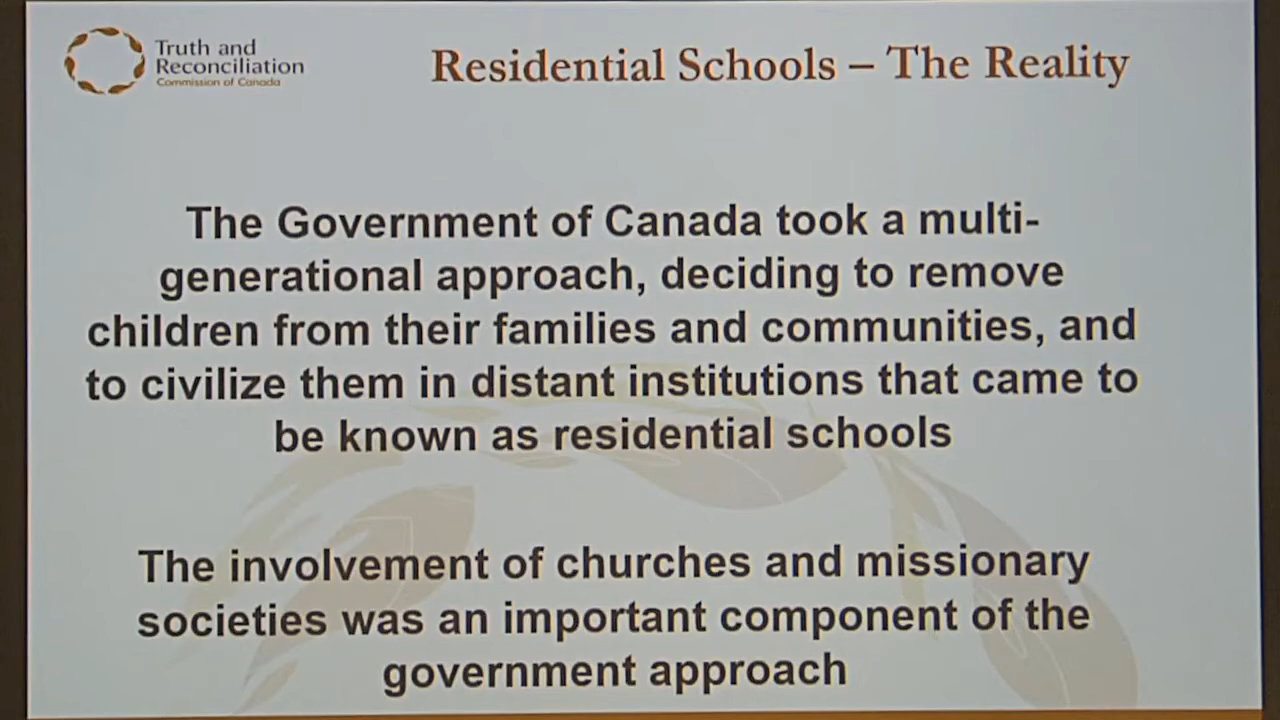 Truth and
Reconciliation
Commission of Canada
Residential Schools – The Reality
The Government of Canada took a multi-
generational approach, deciding to remove
children from their families and communities, and
to civilize them in distant institutions that came to
be known as residential schools
The involvement of churches and missionary
societies was an important component of the
government approach